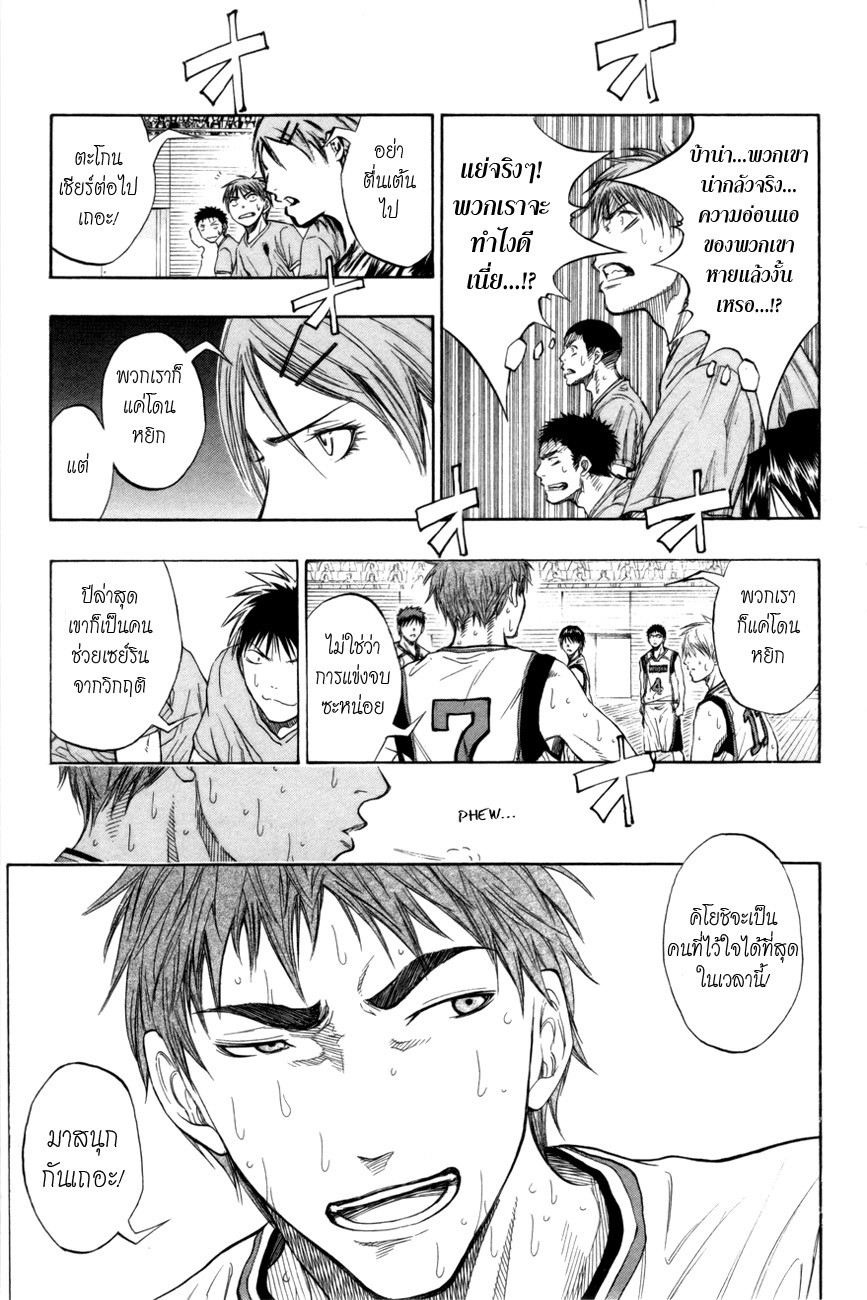 オ
オ
บ้าน่า...พวกเขา
น่ากลัวจริง...
ความอ่อนแอ
ของพวกเขา
หายแล้วงั้น
เหรอ...!?
แย่จริงๆ!
พวกเราจะ
ทำไงดี
เนี่ย...!?
อย่า
ตื่นเต้น
ไป
ตะโกน
เชียร์ต่อไป
เถอะ!
オ
พวกเราก็
แค่โดน
หยิก
แต่
オ
オ
พวกเรา
ก็แค่โดน
หยิก
4
7
ไม่ใช่ว่า
การแข่งจบ
ซะหน่อย
ปีล่าสุด
เขาก็เป็นคน
ช่วยเซย์ริน
จากวิกฤติ
オ
PHEW...
คิโยชิจะเป็น
คนที่ไว้ใจได้ที่สุด
ในเวลานี้!
มาสนุก
กันเถอะ!